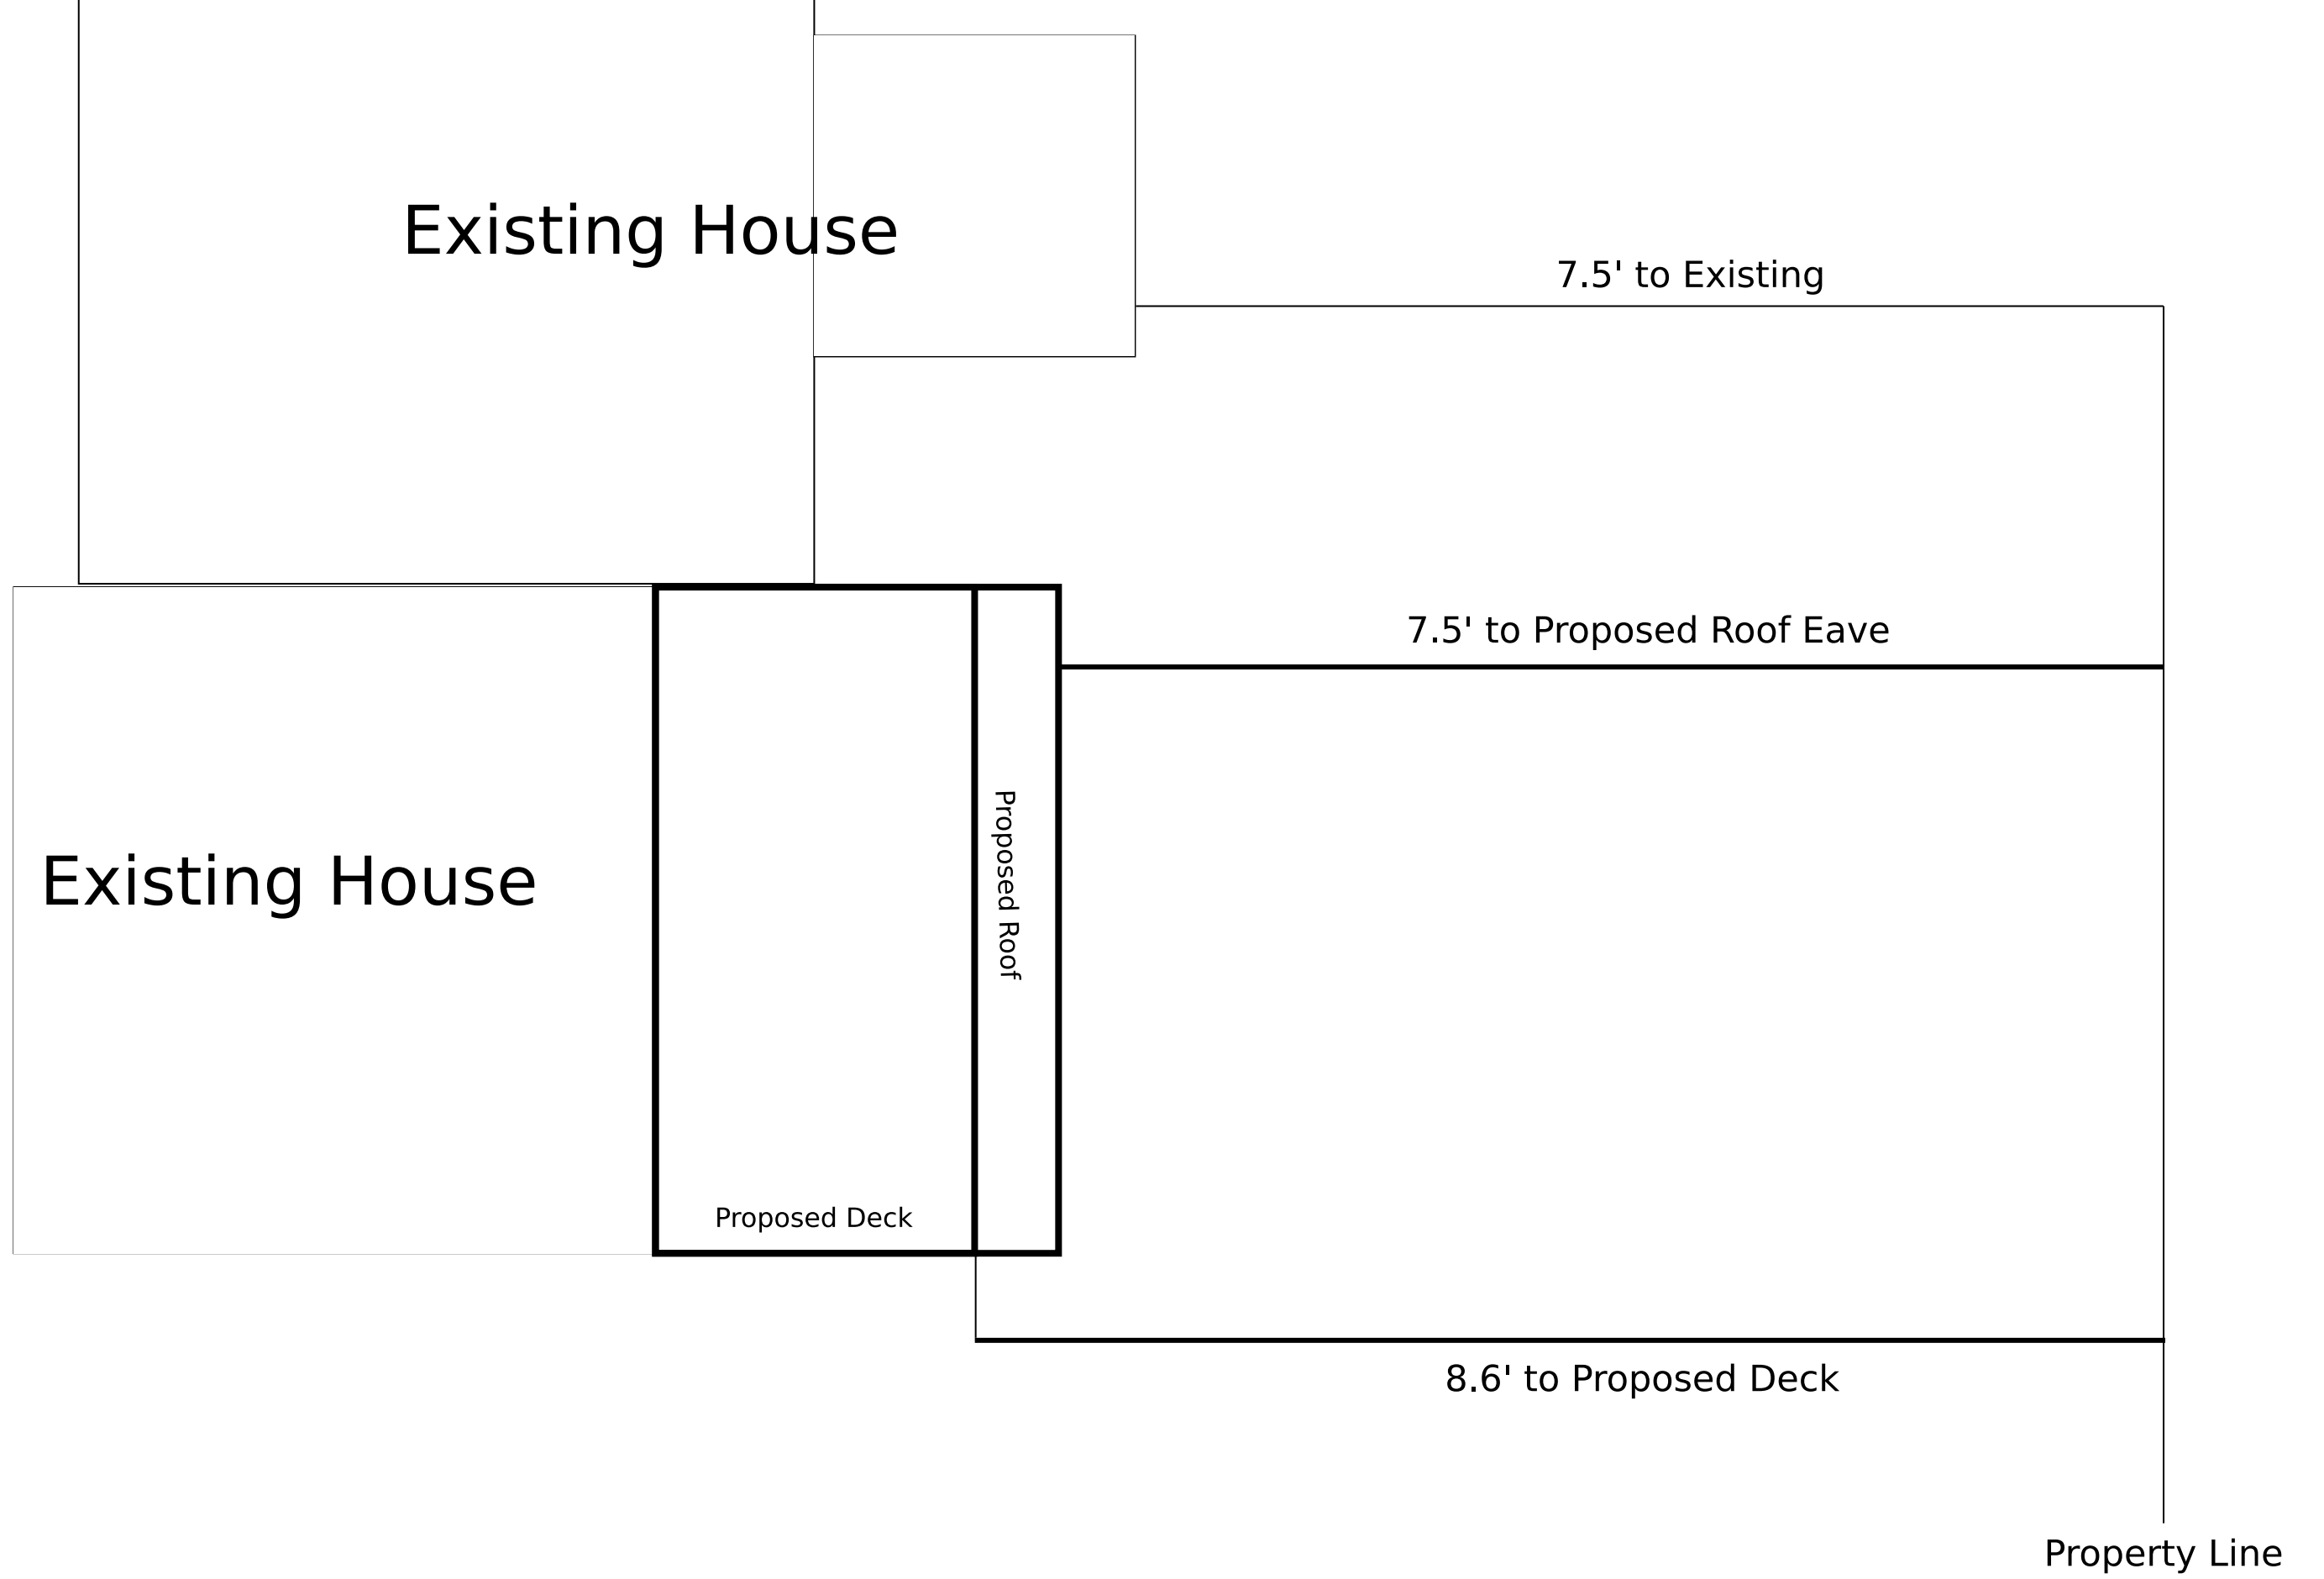 Existing House
7.5' to Existing
7.5' to Proposed Roof Eave
Proposed Roof
Existing House
Proposed Deck
8.6' to Proposed Deck
Property Line